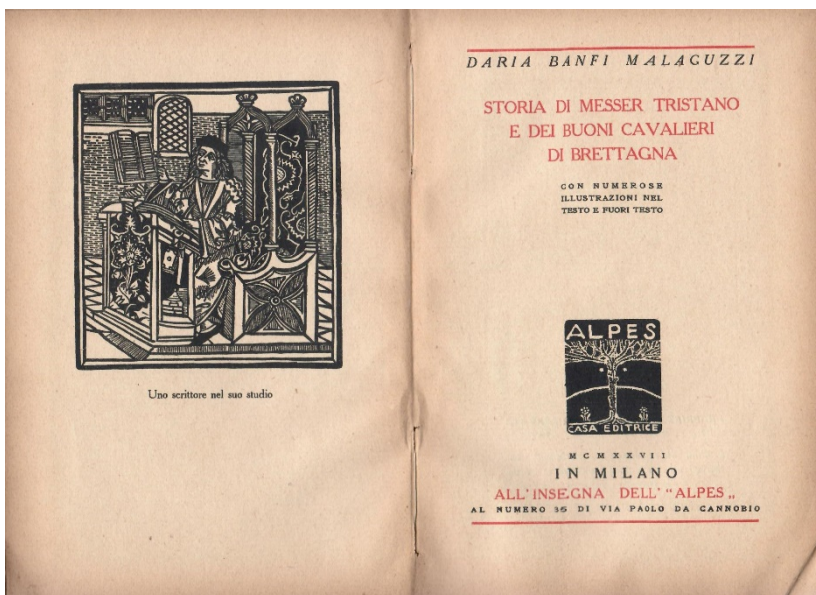 Uno scrittore nel suo studio
DARIA BANFI MALAGUZZI
STORIA DI MESSER TRISTANO
E DEI BUONI CAVALIERI
DI BRETTAGNA
CON NUMEROSE
ILLUSTRAZIONI NEL
TESTO E FUORI TESTO
ALPES
CASA EDITRICE
MCMXXVII
IN MILANO
ALL'INSEGNA DELL' "ALPES„
AL NUMERO 15 DI VIA PAOLO DA CANNOBIO